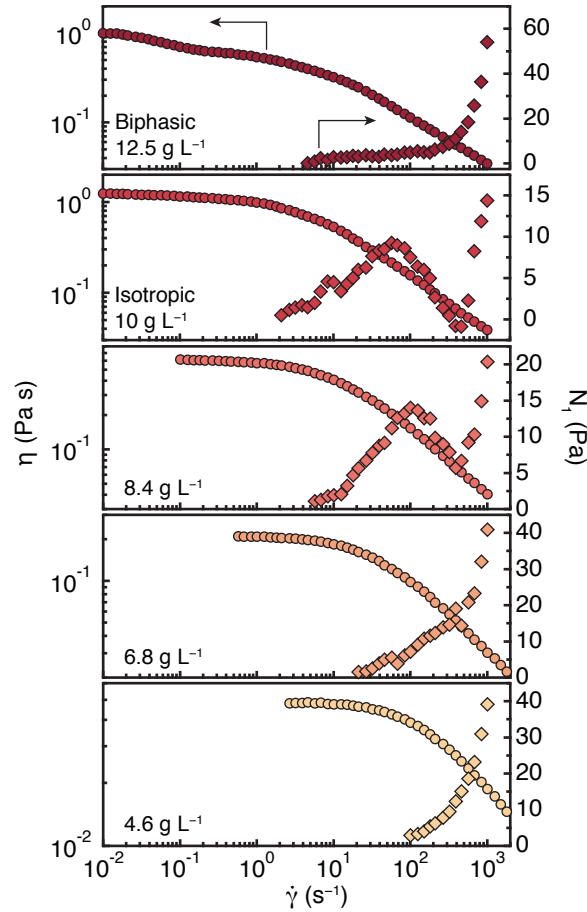 10⁰
10⁻¹
60
40
20
0
Biphasic
12.5 g L⁻¹
10⁰
10⁻¹
15
10
5
0
Isotropic
10 g L⁻¹
η (Pa s)
N₁ (Pa)
10⁻¹
20
15
10
5
0
8.4 g L⁻¹
10⁻¹
40
30
20
10
0
6.8 g L⁻¹
10⁻²
40
30
20
10
0
4.6 g L⁻¹
10⁻² 10⁻¹ 10⁰ 10¹ 10² 10³
γ̇ (s⁻¹)